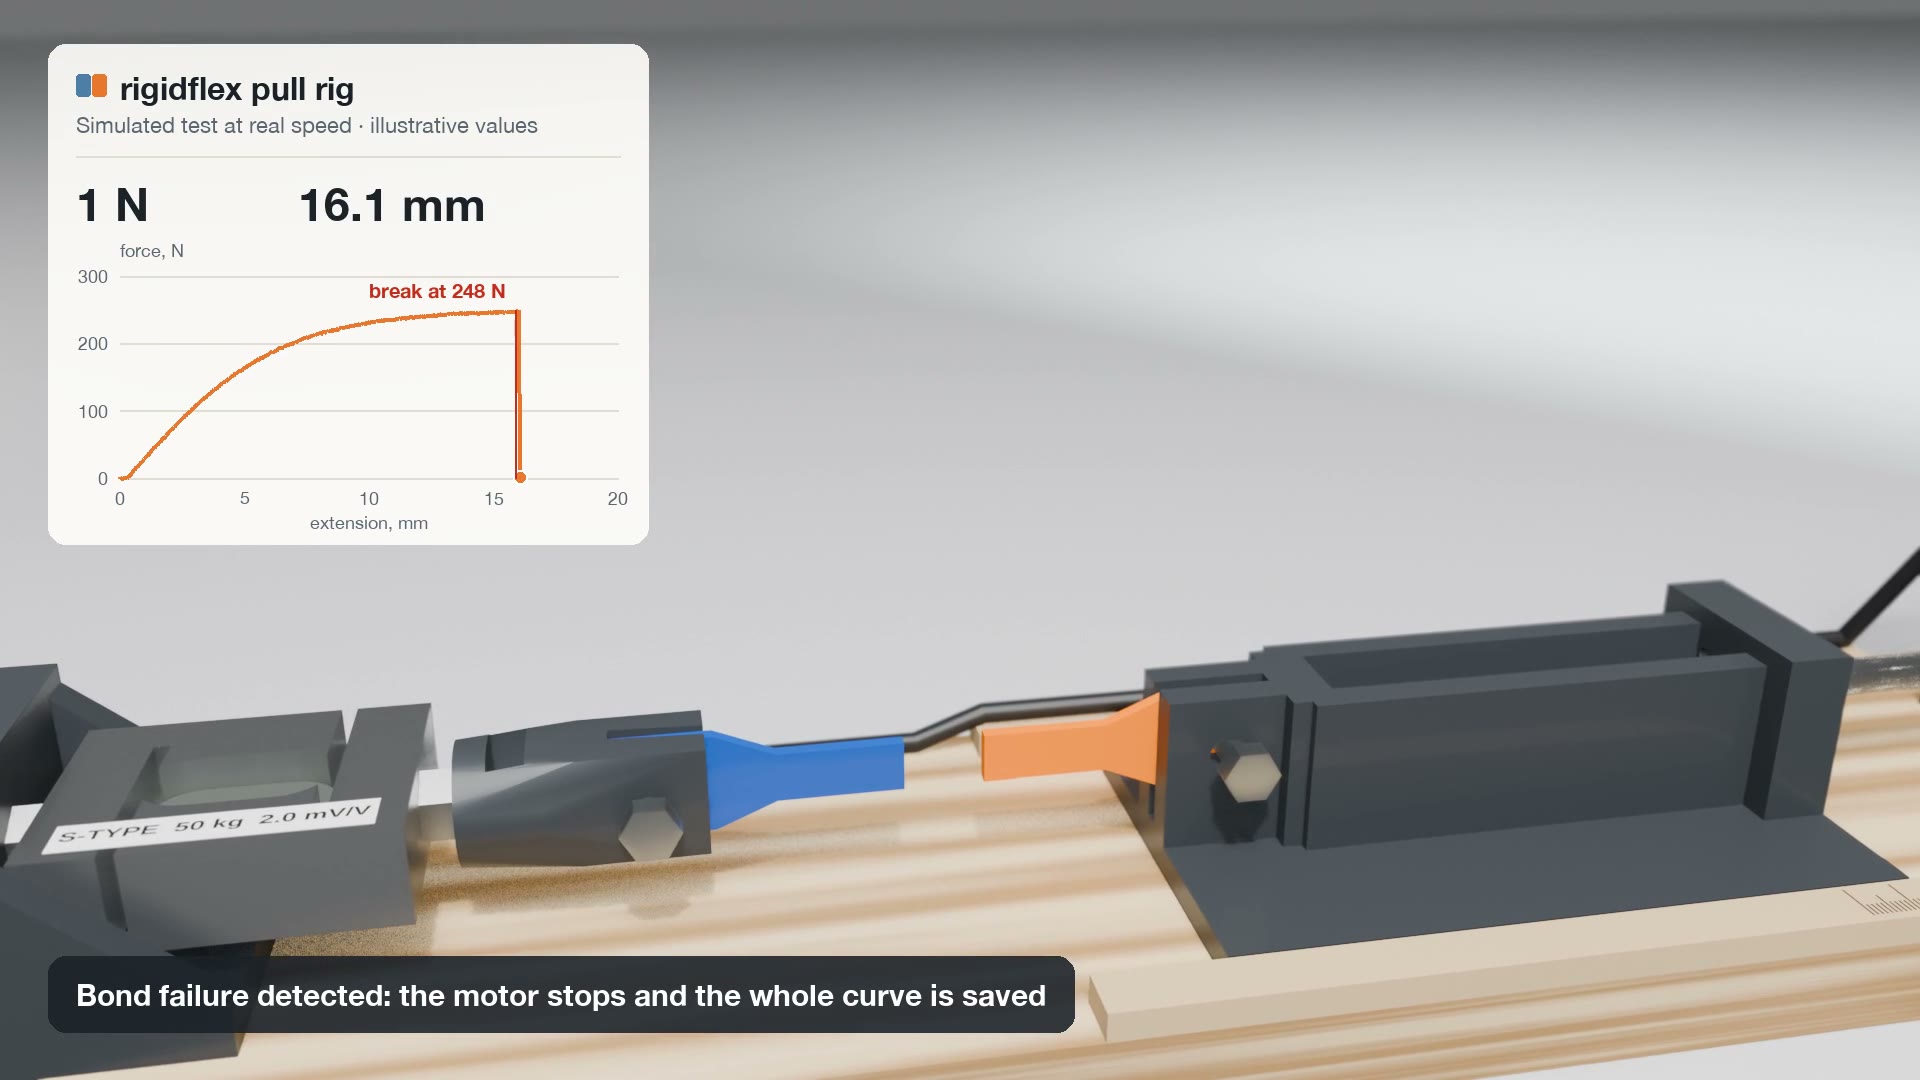 rigidflex pull rig
Simulated test at real speed · illustrative values
1 N 16.1 mm
force, N
300
break at 248 N
200
100
0
0 5 10 15 20
extension, mm
S-TYPE 50 kg 2.0 mV/V
Bond failure detected: the motor stops and the whole curve is saved